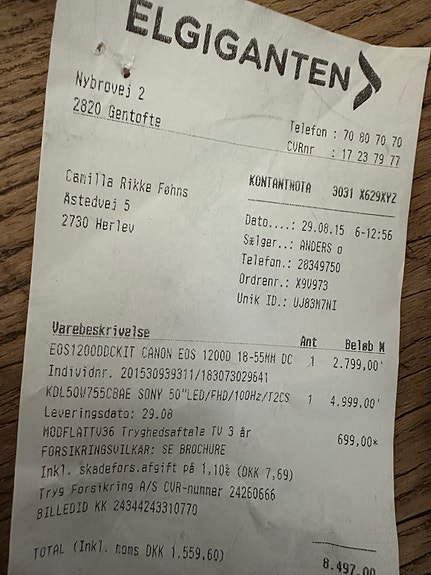 ELGIGANTEN
Nybrovej 2
2820 Gentofte
Telefon : 70 80 70 70
CVRnr : 17 23 79 77
Camilla Rikke Føhns
Åstedvej 5
2730 Herlev
KONTANTNOTA 3031 X629XYZ
Dato....: 29.08.15 6-12:56
Sælger..: ANDERS ø
Telefon.: 28349750
Ordrenr.: X9V973
Unik ID.: UJ83M7NI
Varebeskrivelse Ant Beløb M
EOS1200DDCKIT CANON EOS 1200D 18-55MM DC 1 2.799,00*
Individnr. 201530939311/183073029641
KDL50W755CBAE SONY 50"LED/FHD/100Hz/T2CS 1 4.999,00*
Leveringsdato: 29.08
MODFLATTV36 Tryghedsaftale TV 3 år 699,00*
FORSIKRINGSVILKAR: SE BROCHURE
Inkl. skadefors.afgift på 1,10% (DKK 7,69)
Tryg Forsikring A/S CVR-nummer 24260666
BILLEDID KK 24344243310770
TOTAL (Inkl. moms DKK 1.559,60) 8.497,00